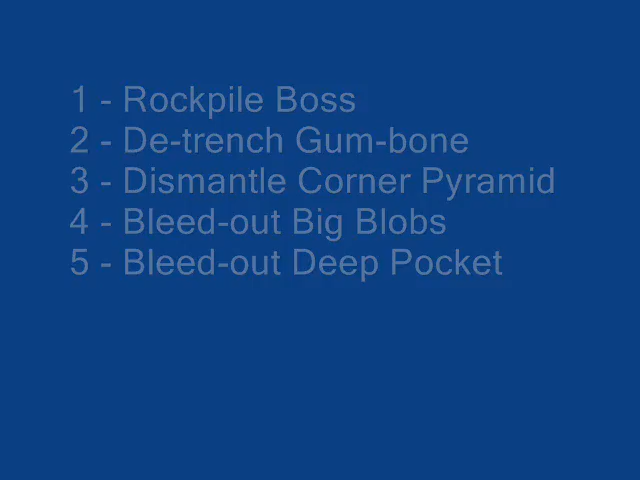 1 - Rockpile Boss
2 - De-trench Gum-bone
3 - Dismantle Corner Pyramid
4 - Bleed-out Big Blobs
5 - Bleed-out Deep Pocket